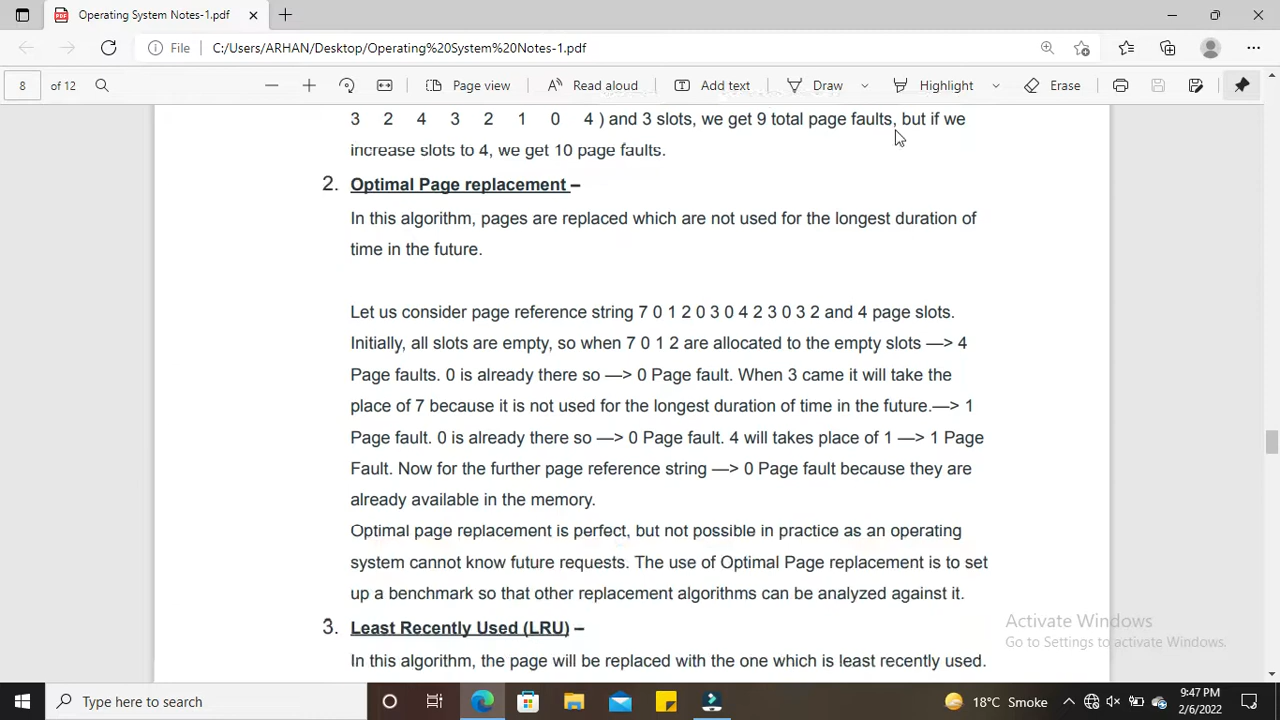 Operating System Notes-1.pdf
File C:/Users/ARHAN/Desktop/Operating%20System%20Notes-1.pdf
8 of 12 Page view Read aloud Add text Draw Highlight Erase
3 2 4 3 2 1 0 4 ) and 3 slots, we get 9 total page faults, but if we
increase slots to 4, we get 10 page faults.
2. Optimal Page replacement –
In this algorithm, pages are replaced which are not used for the longest duration of
time in the future.
Let us consider page reference string 7 0 1 2 0 3 0 4 2 3 0 3 2 and 4 page slots.
Initially, all slots are empty, so when 7 0 1 2 are allocated to the empty slots —> 4
Page faults. 0 is already there so —> 0 Page fault. When 3 came it will take the
place of 7 because it is not used for the longest duration of time in the future.—> 1
Page fault. 0 is already there so —> 0 Page fault. 4 will takes place of 1 —> 1 Page
Fault. Now for the further page reference string —> 0 Page fault because they are
already available in the memory.
Optimal page replacement is perfect, but not possible in practice as an operating
system cannot know future requests. The use of Optimal Page replacement is to set
up a benchmark so that other replacement algorithms can be analyzed against it.
3. Least Recently Used (LRU) –
In this algorithm, the page will be replaced with the one which is least recently used.
Activate Windows
Go to Settings to activate Windows.
Type here to search
18°C Smoke
9:47 PM
2/6/2022